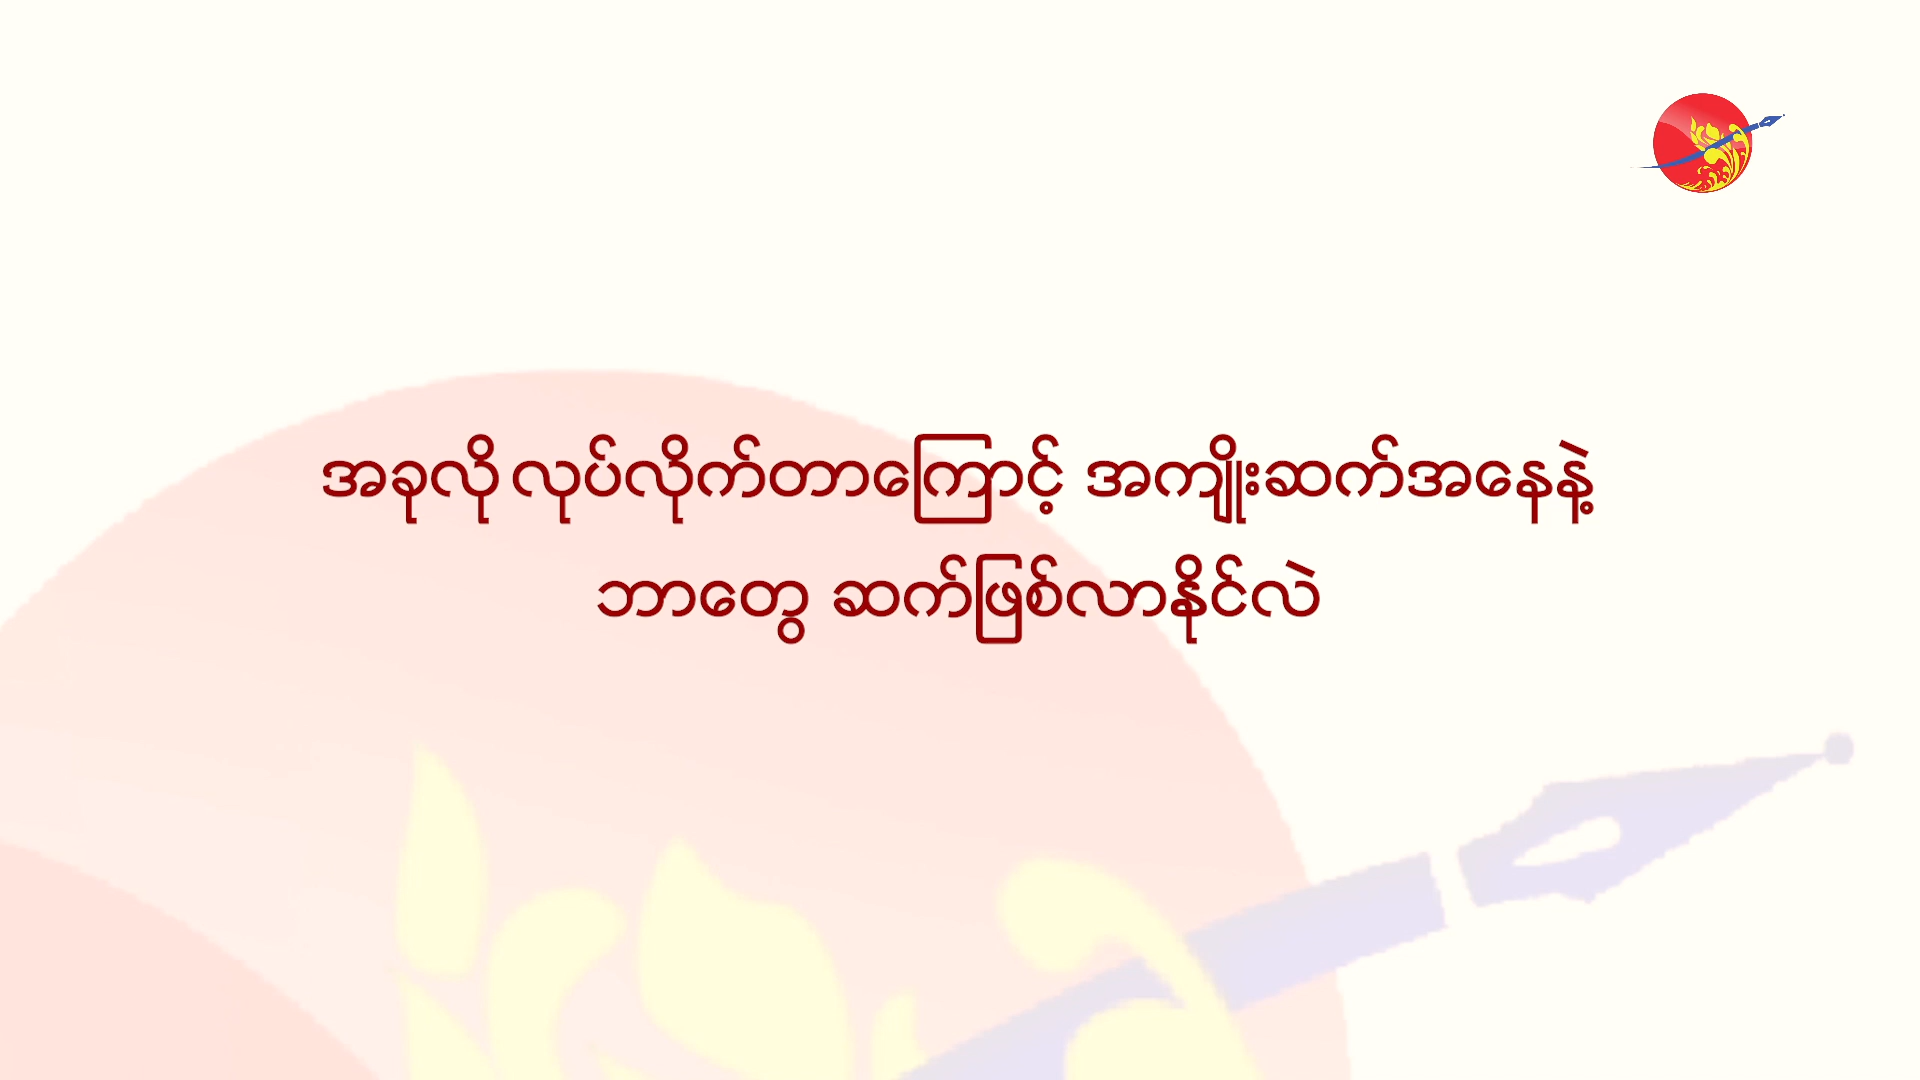 အခုလို လုပ်လိုက်တာကြောင့် အကျိုးဆက်အနေနဲ့
ဘာတွေ ဆက်ဖြစ်လာနိုင်လဲ